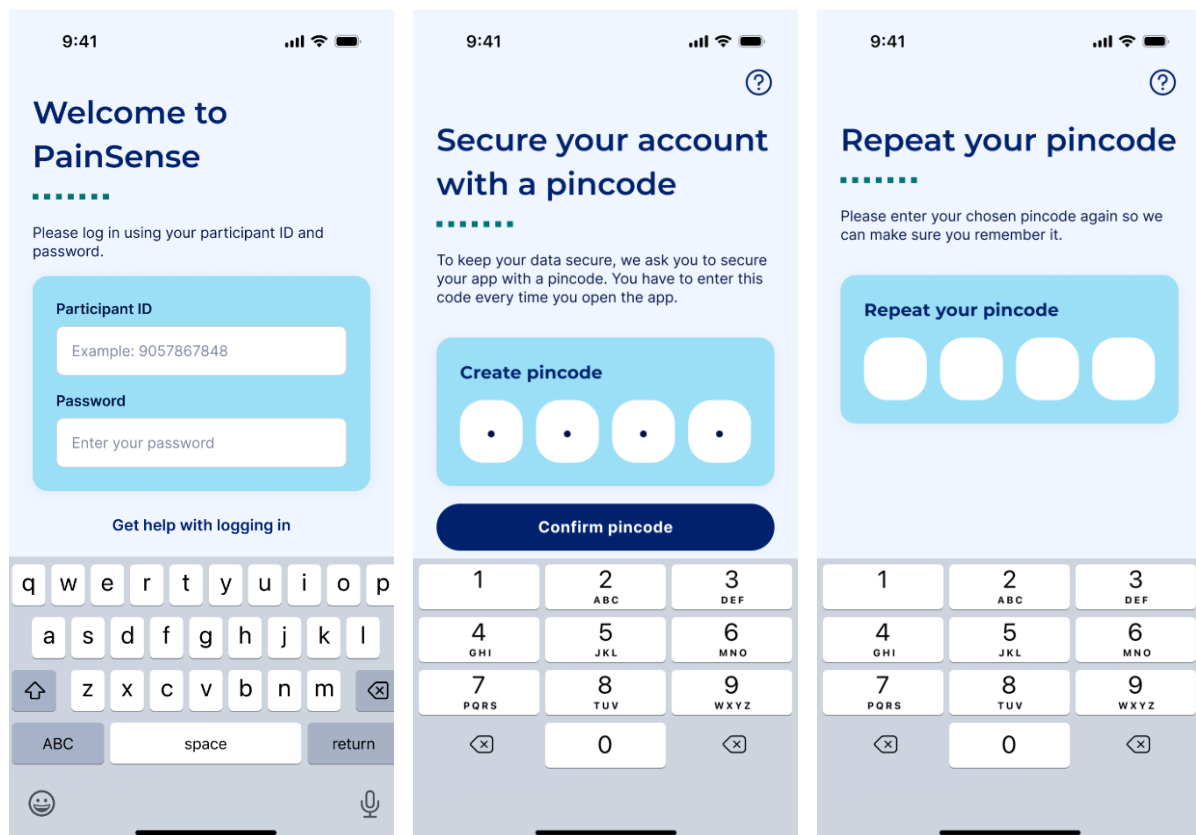 9:41
Welcome to
PainSense
Please log in using your participant ID and
password.
Participant ID
Example: 9057867848
Password
Enter your password
Get help with logging in
q w e r t y u i o p
a s d f g h j k l
z x c v b n m
ABC space return
9:41
?
Secure your account
with a pincode
To keep your data secure, we ask you to secure
your app with a pincode. You have to enter this
code every time you open the app.
Create pincode
Confirm pincode
1 2 3
ABC DEF
4 5 6
GHI JKL MNO
7 8 9
PQRS TUV WXYZ
0
9:41
?
Repeat your pincode
Please enter your chosen pincode again so we
can make sure you remember it.
Repeat your pincode
1 2 3
ABC DEF
4 5 6
GHI JKL MNO
7 8 9
PQRS TUV WXYZ
0